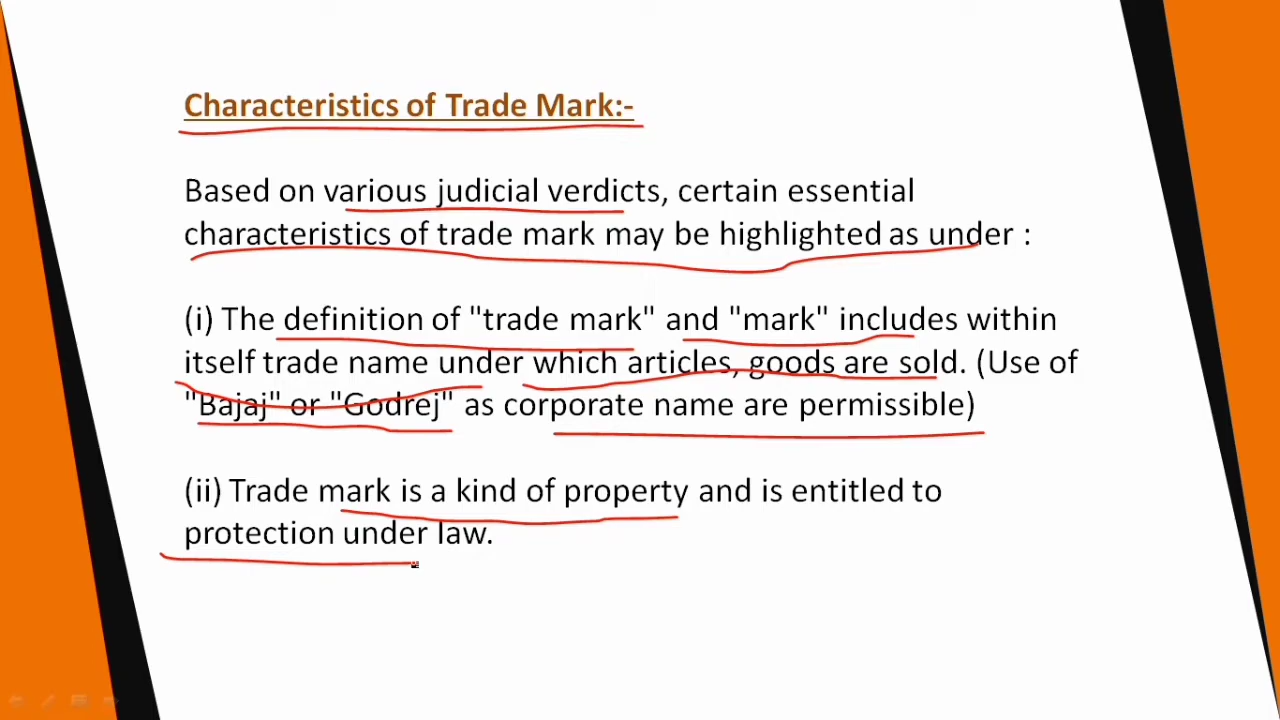 Characteristics of Trade Mark:-
Based on various judicial verdicts, certain essential
characteristics of trade mark may be highlighted as under :
(i) The definition of "trade mark" and "mark" includes within
itself trade name under which articles, goods are sold. (Use of
"Bajaj" or "Godrej" as corporate name are permissible)
(ii) Trade mark is a kind of property and is entitled to
protection under law.